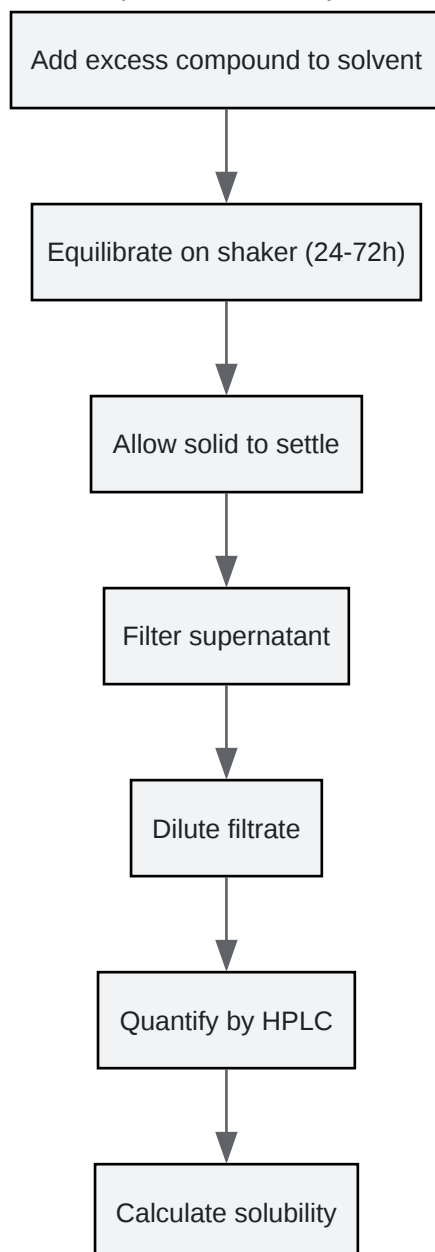 Add excess compound to solvent
Equilibrate on shaker (24-72h)
Allow solid to settle
Filter supernatant
Dilute filtrate
Quantify by HPLC
Calculate solubility